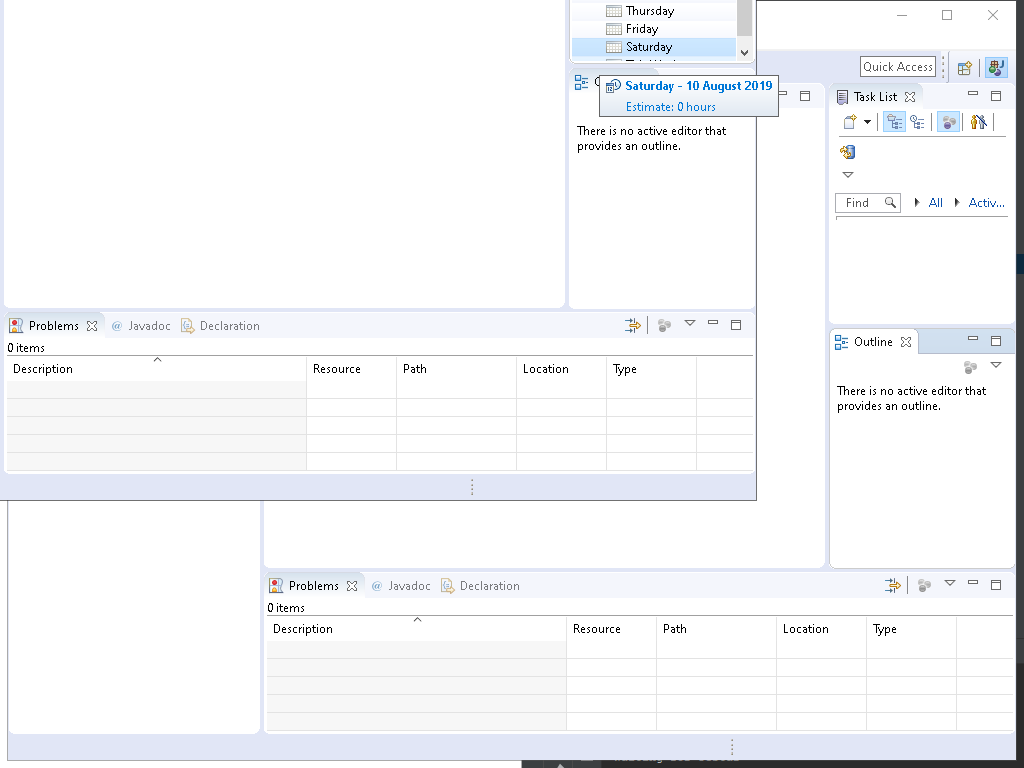 Thursday
Friday
Saturday
Quick Access
Saturday - 10 August 2019
Estimate: 0 hours
Task List
There is no active editor that
provides an outline.
Find
All
Activ...
Problems
Javadoc
Declaration
0 items
Description
Resource
Path
Location
Type
Outline
There is no active editor that
provides an outline.
Problems
Javadoc
Declaration
0 items
Description
Resource
Path
Location
Type